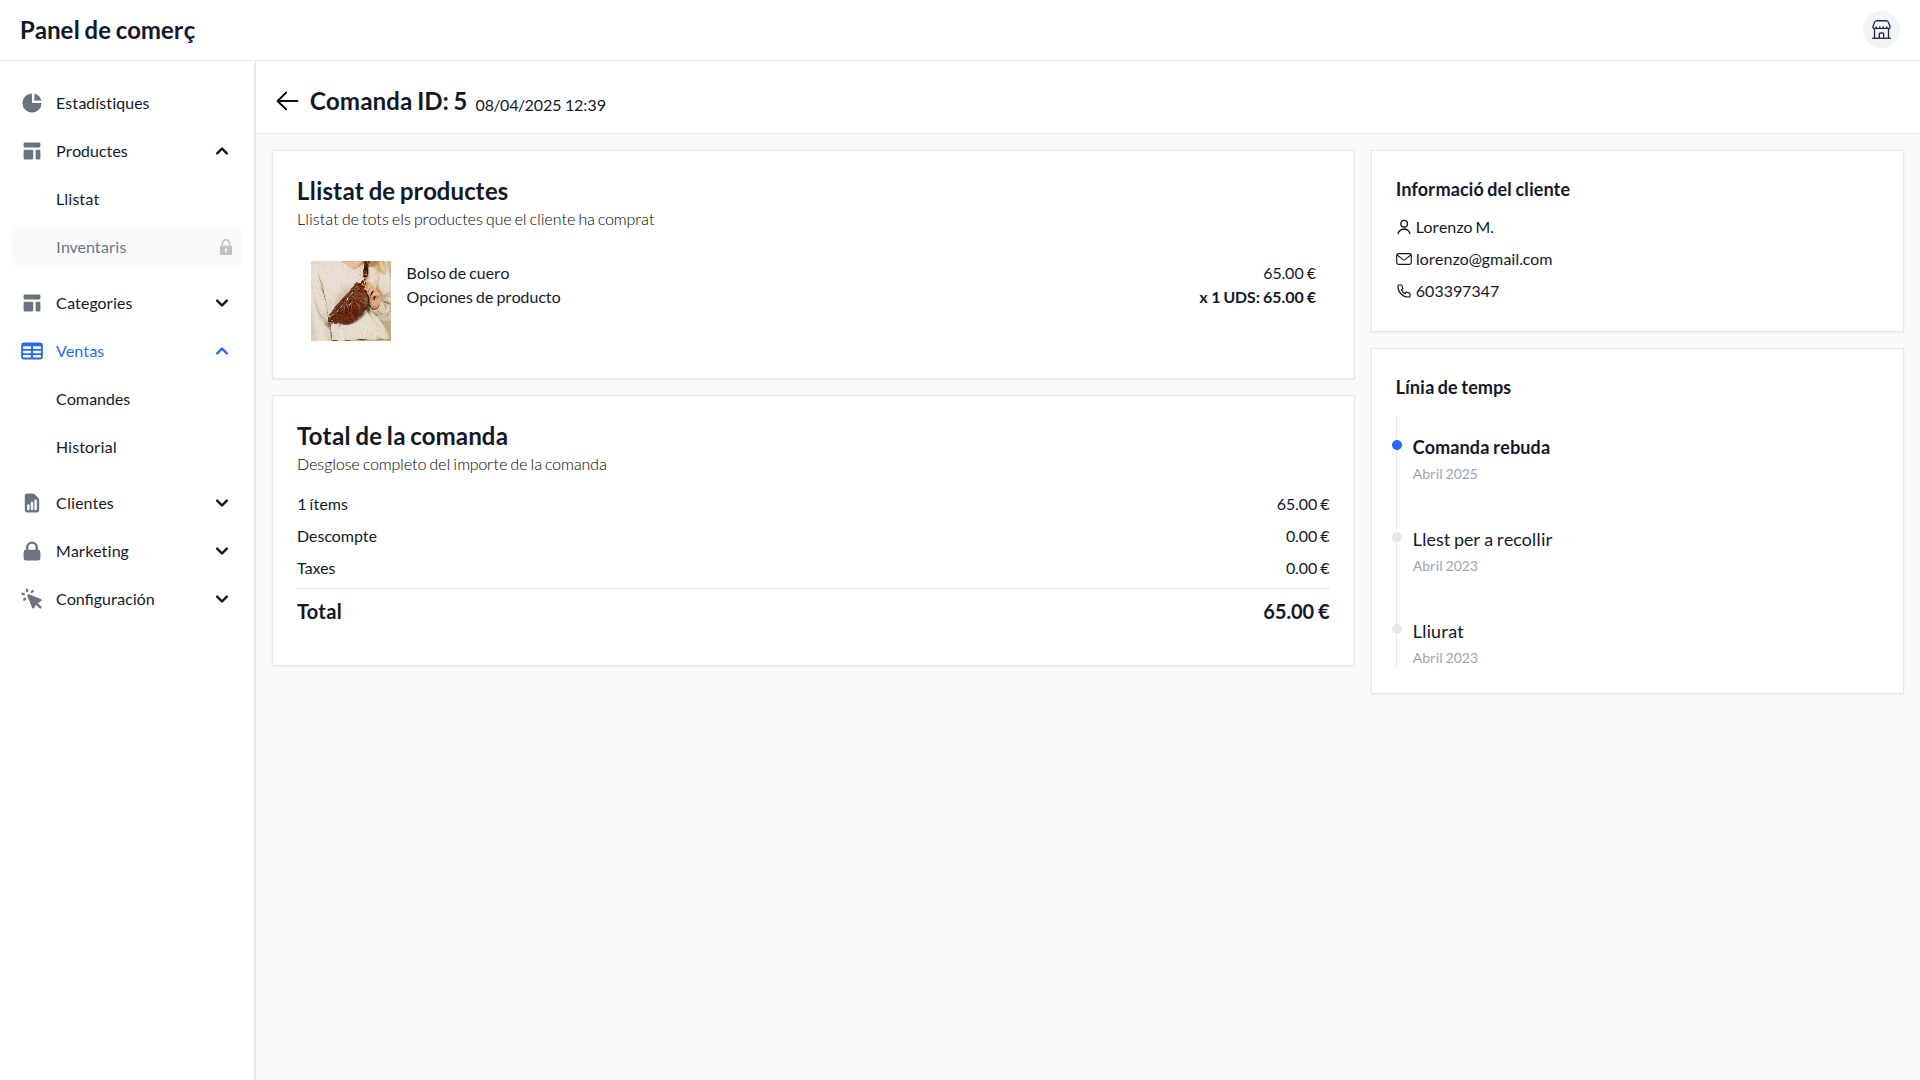 Panel de comerç
Estadístiques
Productes
Llistat
Inventaris
Categories
Ventas
Comandes
Historial
Clientes
Marketing
Configuración
Comanda ID: 5 08/04/2025 12:39
Llistat de productes
Llistat de tots els productes que el cliente ha comprat
Bolso de cuero 65.00 €
Opciones de producto x 1 UDS: 65.00 €
Total de la comanda
Desglose completo del importe de la comanda
1 ítems 65.00 €
Descompte 0.00 €
Taxes 0.00 €
Total 65.00 €
Informació del cliente
Lorenzo M.
lorenzo@gmail.com
603397347
Línia de temps
Comanda rebuda
Abril 2025
Llest per a recollir
Abril 2023
Lliurat
Abril 2023